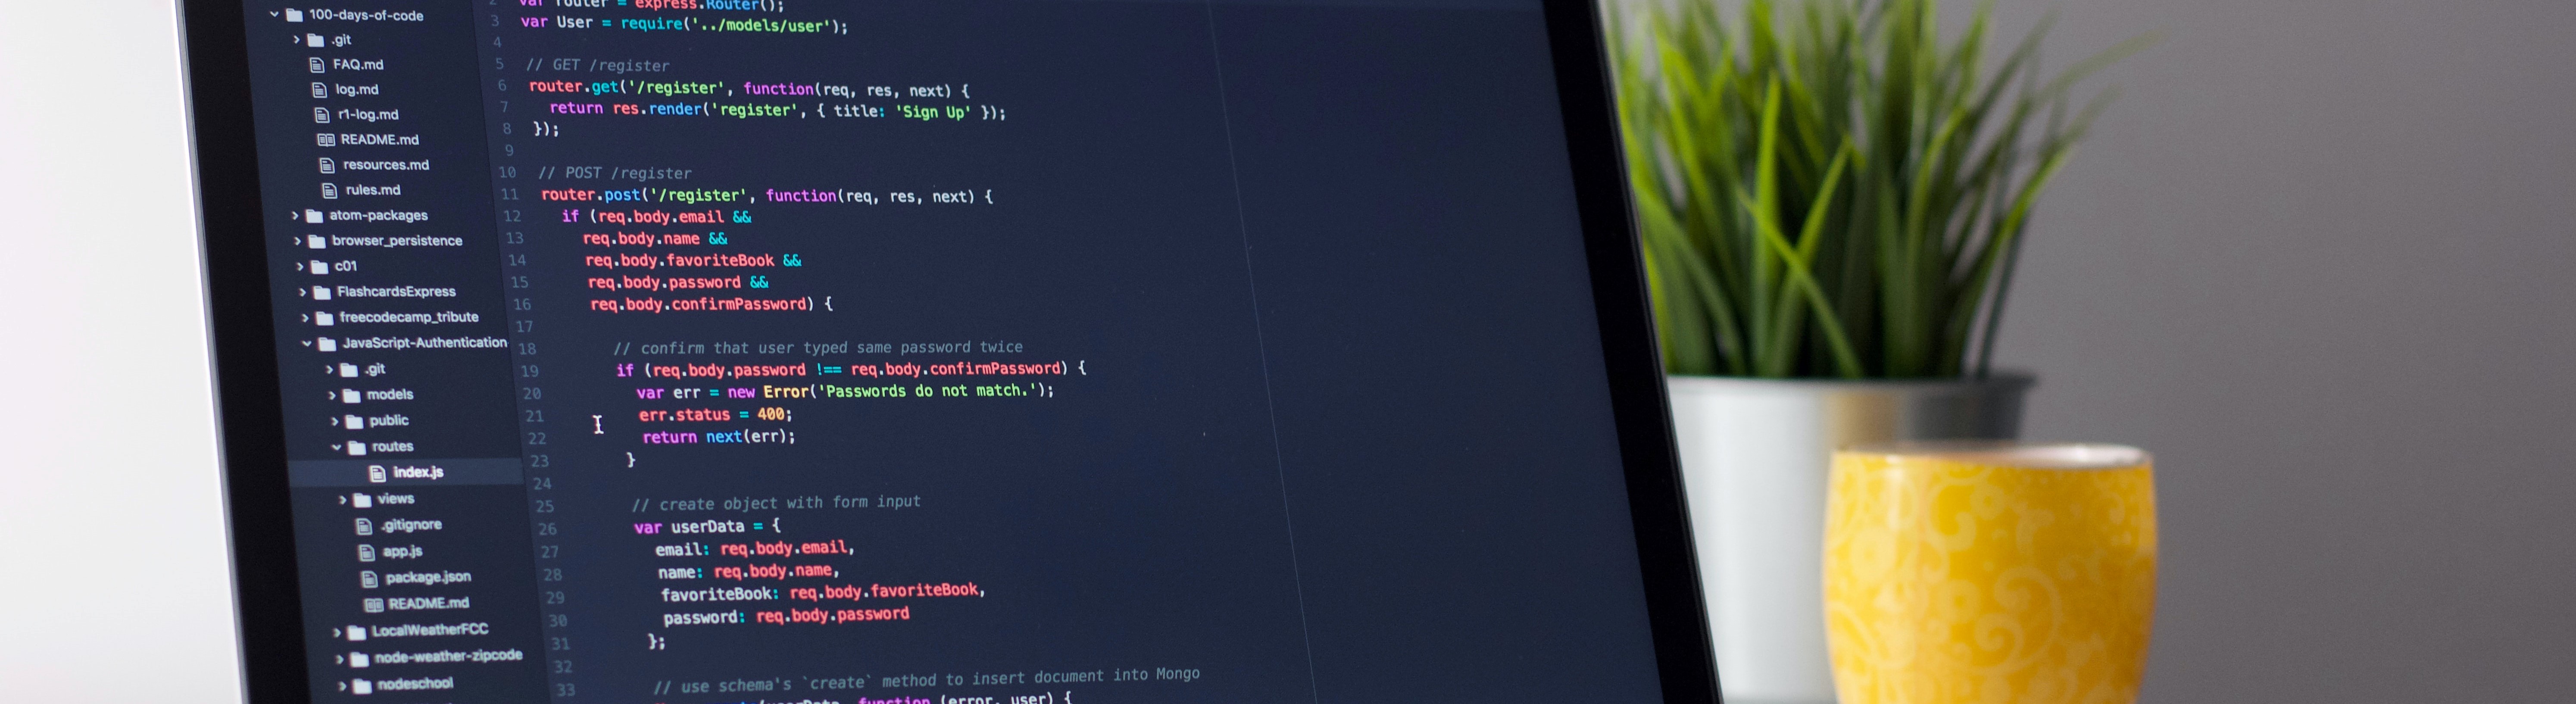 100-days-of-code
.git
FAQ.md
log.md
r1-log.md
README.md
resources.md
rules.md
atom-packages
browser_persistence
c01
FlashcardsExpress
freecodecamp_tribute
JavaScript-Authentication
.git
models
public
routes
index.js
views
.gitignore
app.js
package.json
README.md
LocalWeatherFCC
node-weather-zipcode
nodeschool
2 var router = express.Router();
3 var User = require('../models/user');
4
5 // GET /register
6 router.get('/register', function(req, res, next) {
7 return res.render('register', { title: 'Sign Up' });
8 });
9
10 // POST /register
11 router.post('/register', function(req, res, next) {
12 if (req.body.email &&
13 req.body.name &&
14 req.body.favoriteBook &&
15 req.body.password &&
16 req.body.confirmPassword) {
17
18 // confirm that user typed same password twice
19 if (req.body.password !== req.body.confirmPassword) {
20 var err = new Error('Passwords do not match.');
21 err.status = 400;
22 return next(err);
23 }
24
25 // create object with form input
26 var userData = {
27 email: req.body.email,
28 name: req.body.name,
29 favoriteBook: req.body.favoriteBook,
30 password: req.body.password
31 };
32
33 // use schema's `create` method to insert document into Mongo
function (error, user) {